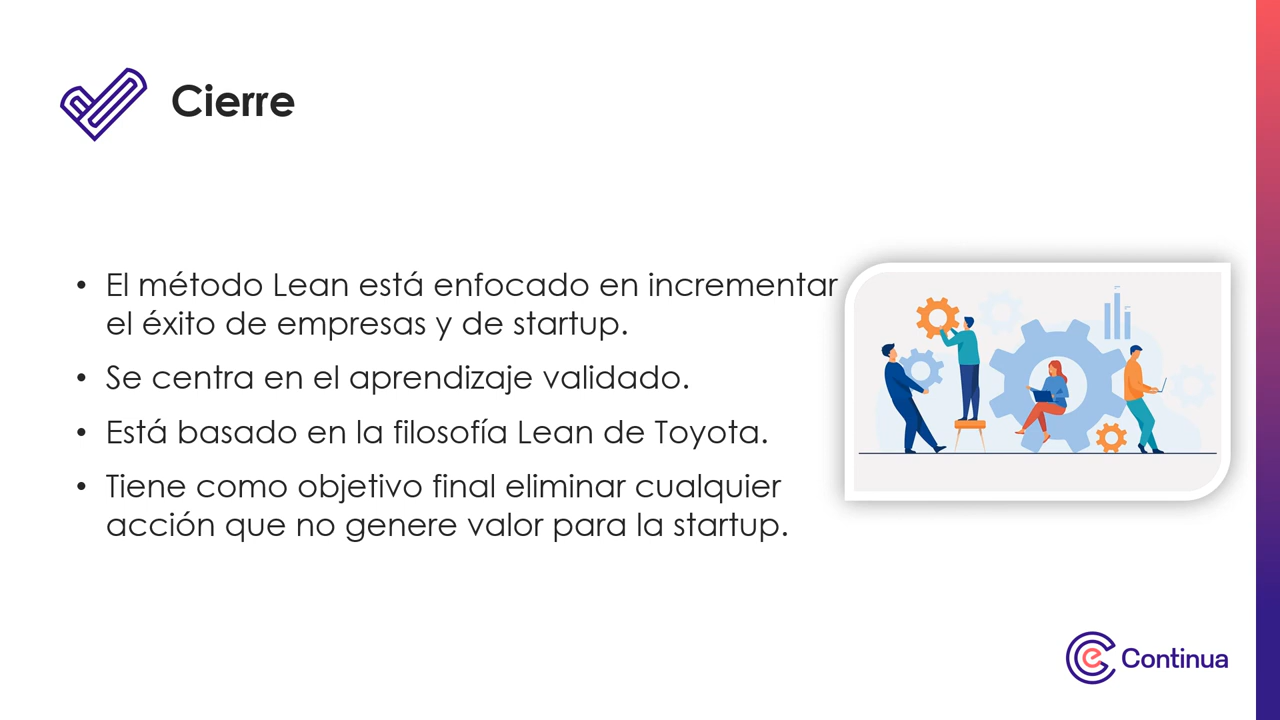 Cierre
• El método Lean está enfocado en incrementar
el éxito de empresas y de startup.
• Se centra en el aprendizaje validado.
• Está basado en la filosofía Lean de Toyota.
• Tiene como objetivo final eliminar cualquier
acción que no genere valor para la startup.
Continua